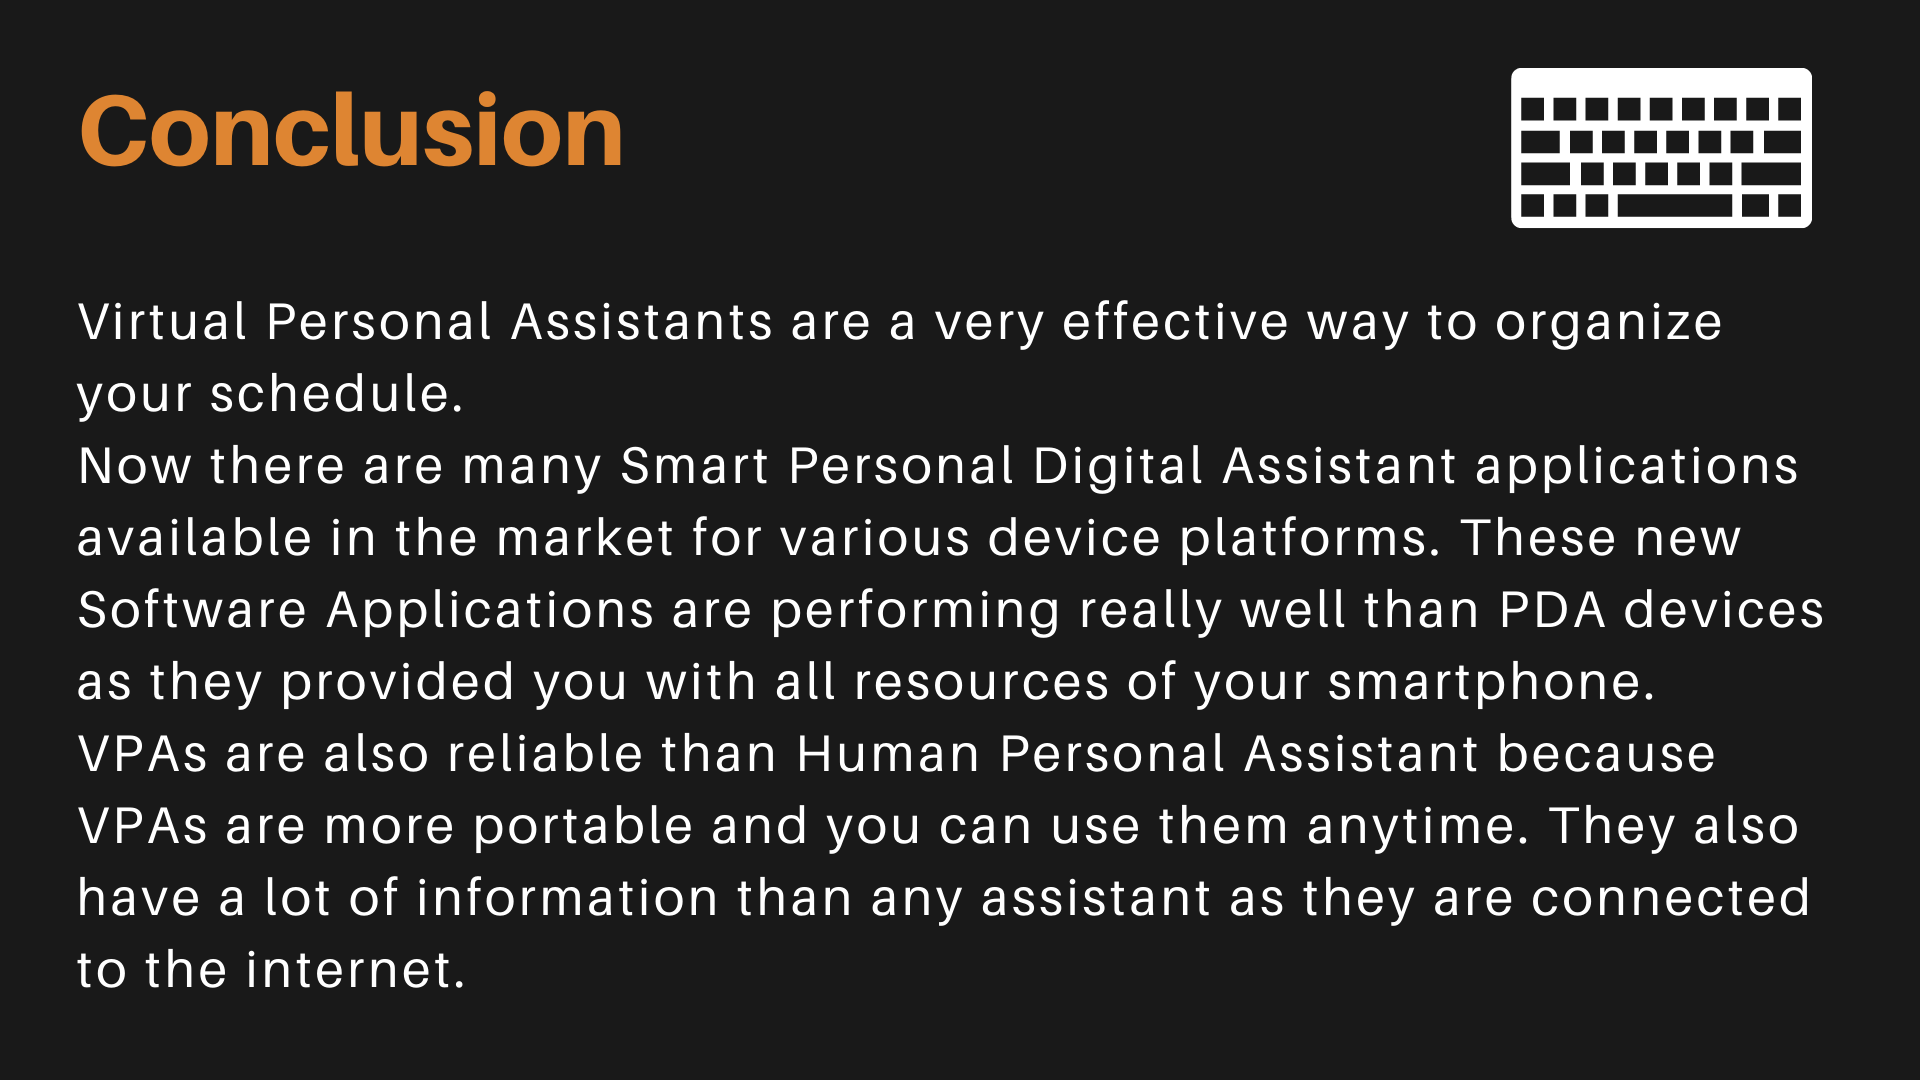 Conclusion
Virtual Personal Assistants are a very effective way to organize
your schedule.
Now there are many Smart Personal Digital Assistant applications
available in the market for various device platforms. These new
Software Applications are performing really well than PDA devices
as they provided you with all resources of your smartphone.
VPAs are also reliable than Human Personal Assistant because
VPAs are more portable and you can use them anytime. They also
have a lot of information than any assistant as they are connected
to the internet.